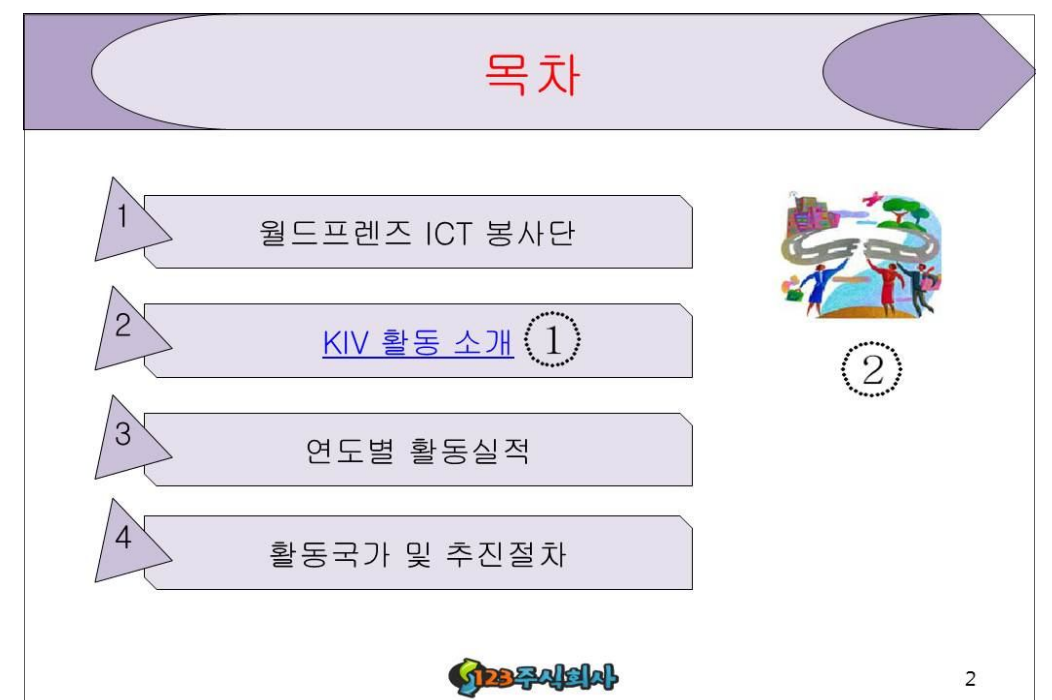 목차
1
월드프렌즈 ICT 봉사단
2
KIV 활동 소개 1
2
3
연도별 활동실적
4
활동국가 및 추진절차
123주식회사
2